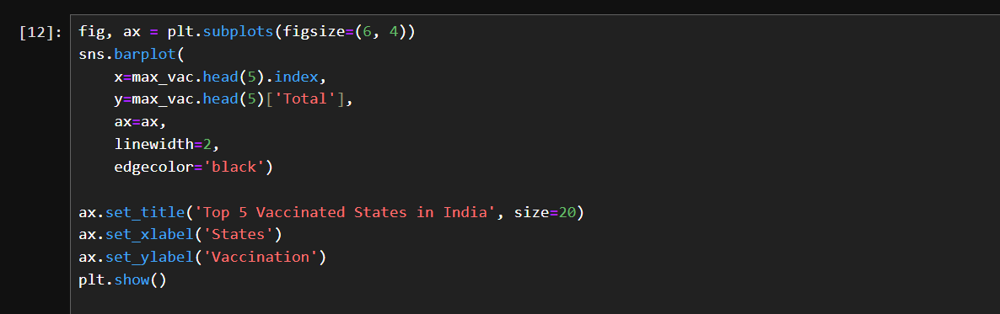 [12]: fig, ax = plt.subplots(figsize=(6, 4))
sns.barplot(
    x=max_vac.head(5).index,
    y=max_vac.head(5)['Total'],
    ax=ax,
    linewidth=2,
    edgecolor='black')

ax.set_title('Top 5 Vaccinated States in India', size=20)
ax.set_xlabel('States')
ax.set_ylabel('Vaccination')
plt.show()